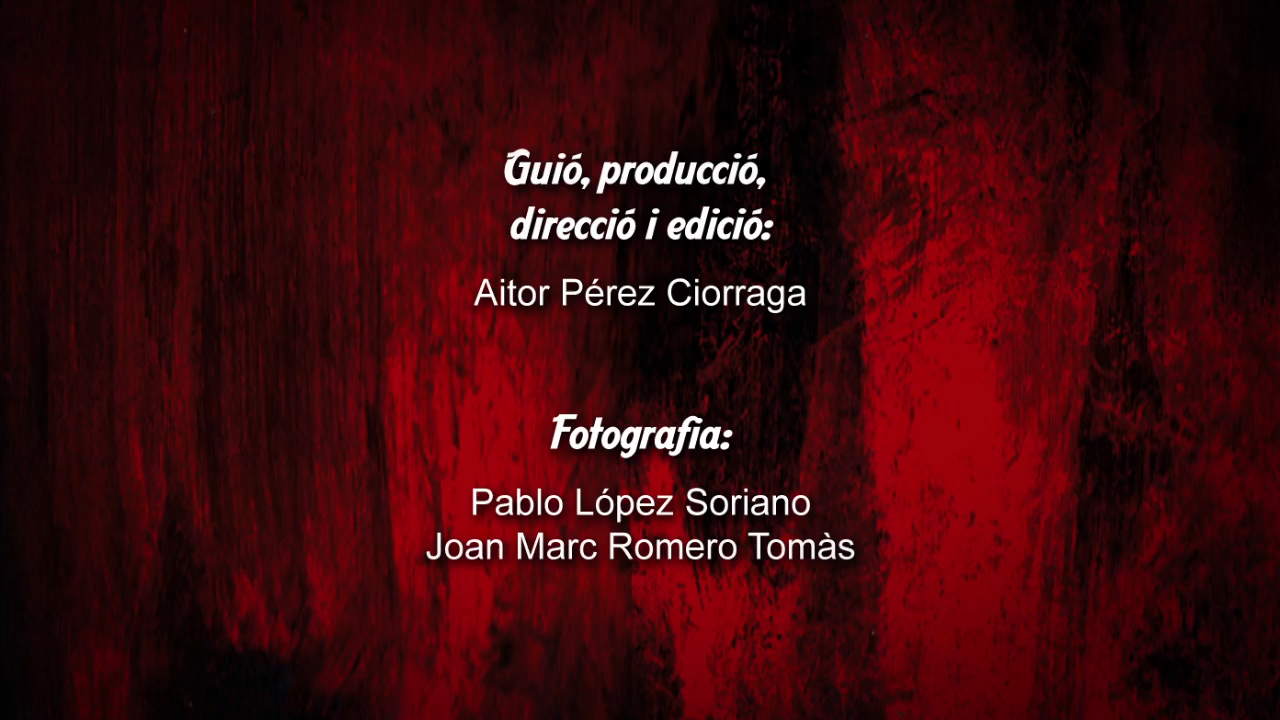 Guió, producció,
direcció i edició:
Aitor Pérez Ciorraga
Fotografia:
Pablo López Soriano
Joan Marc Romero Tomàs